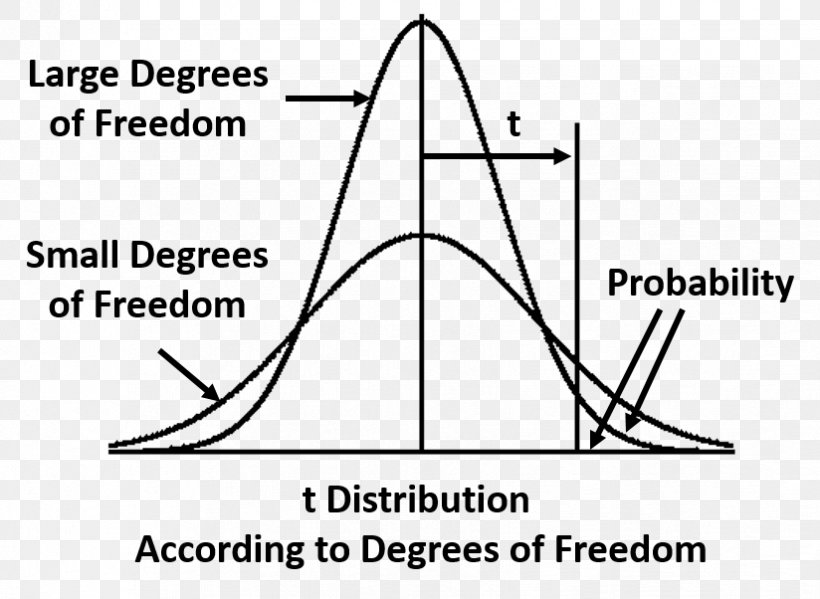 Large Degrees
of Freedom
t
Small Degrees
of Freedom
Probability
t Distribution
According to Degrees of Freedom